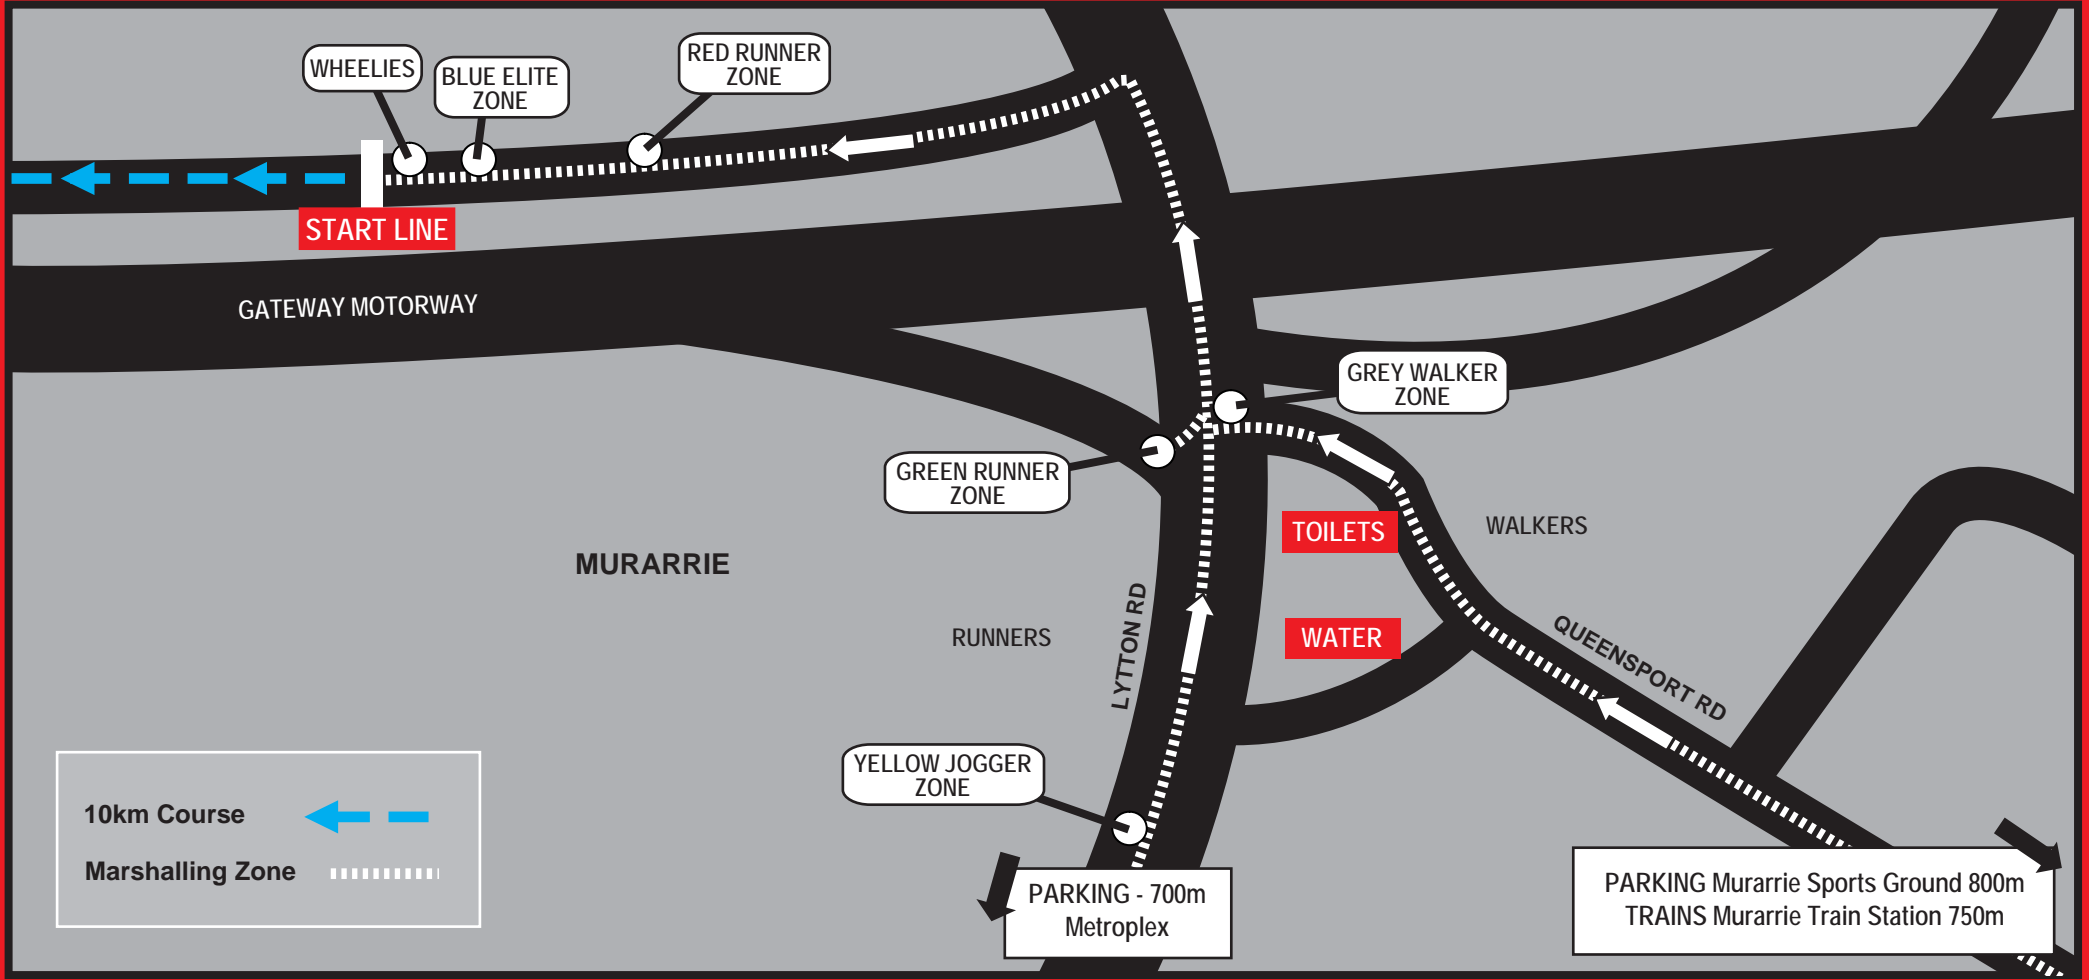 WHEELIES
BLUE ELITE
ZONE
RED RUNNER
ZONE
START LINE
GATEWAY MOTORWAY
GREY WALKER
ZONE
GREEN RUNNER
ZONE
TOILETS
WALKERS
MURARRIE
LYTTON RD
RUNNERS
WATER
QUEENSPORT RD
YELLOW JOGGER
ZONE
10km Course
Marshalling Zone
PARKING - 700m
Metroplex
PARKING Murarrie Sports Ground 800m
TRAINS Murarrie Train Station 750m